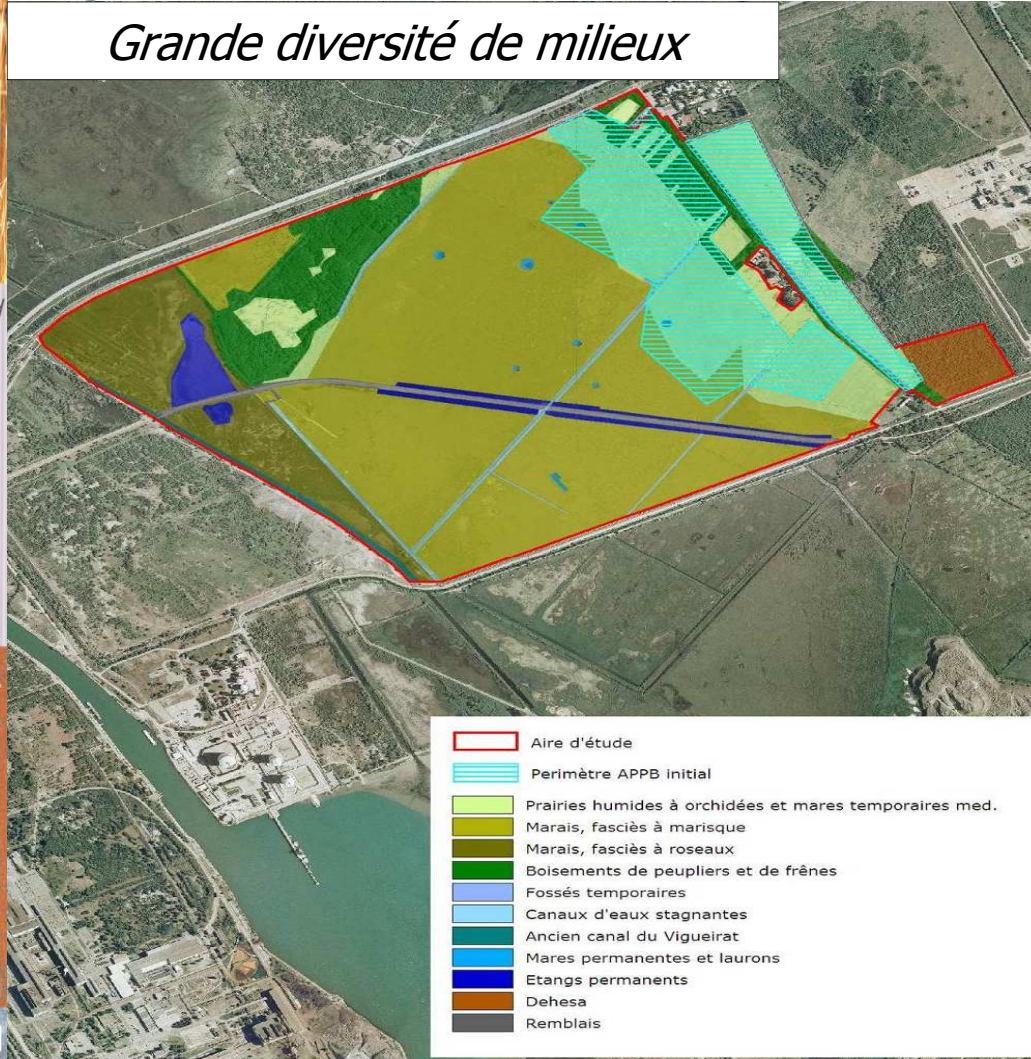 Grande diversité de milieux
Aire d'étude
Perimètre APPB initial
Prairies humides à orchidées et mares temporaires med.
Marais, fasciès à marisque
Marais, fasciès à roseaux
Boisements de peupliers et de frênes
Fossés temporaires
Canaux d'eaux stagnantes
Ancien canal du Vigueirat
Mares permanentes et laurons
Etangs permanents
Dehesa
Remblais